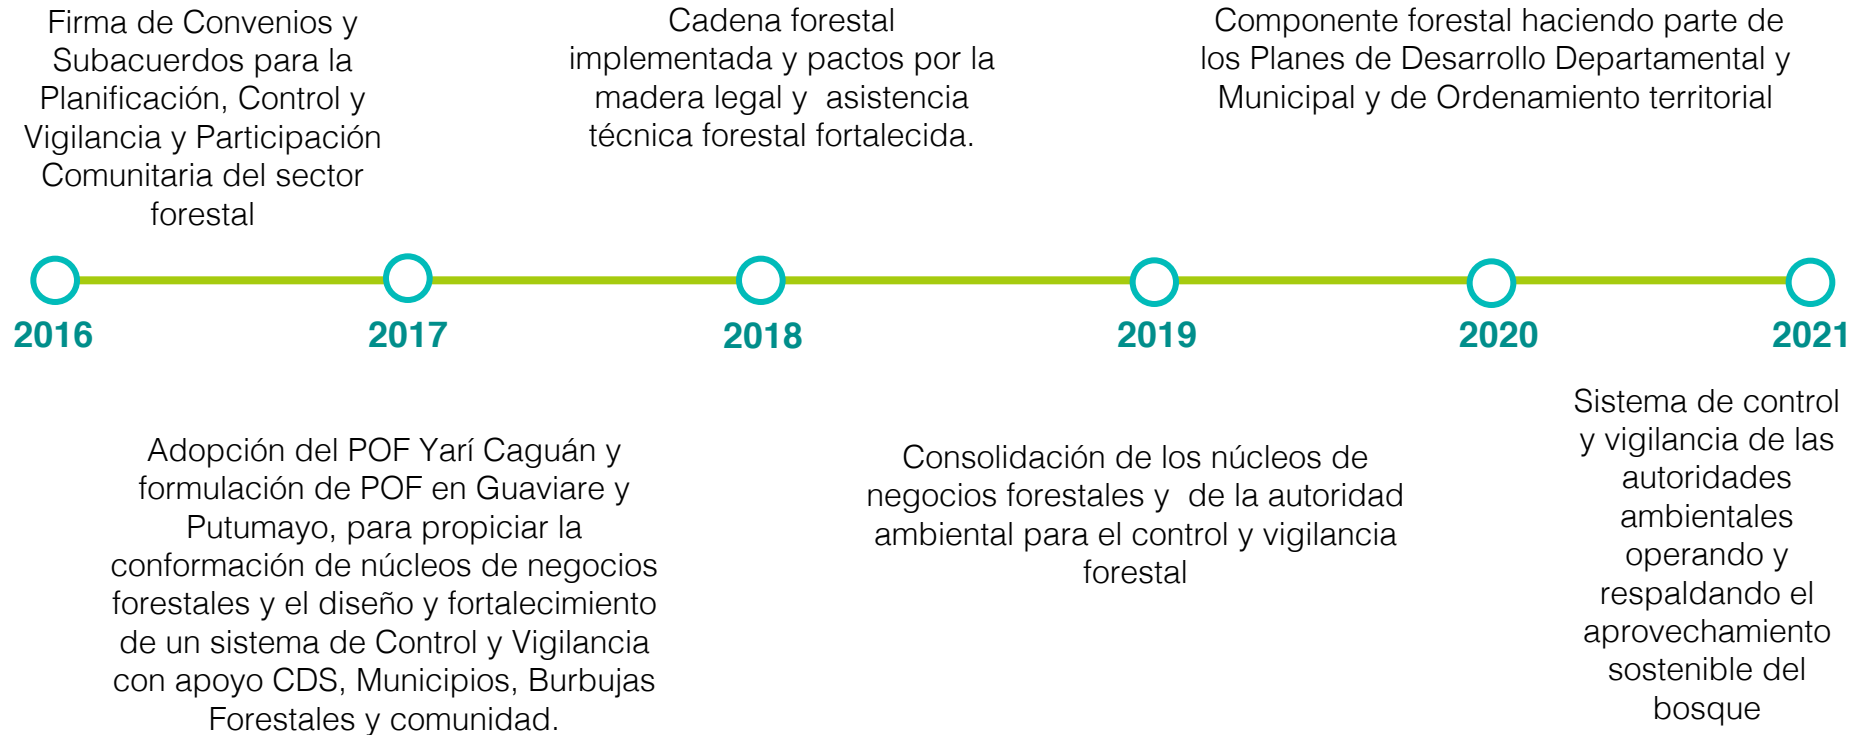 Firma de Convenios y
Subacuerdos para la
Planificación, Control y
Vigilancia y Participación
Comunitaria del sector
forestal
Cadena forestal
implementada y pactos por la
madera legal y asistencia
técnica forestal fortalecida.
Componente forestal haciendo parte de
los Planes de Desarrollo Departamental y
Municipal y de Ordenamiento territorial
2016
2017
2018
2019
2020
2021
Adopción del POF Yarí Caguán y
formulación de POF en Guaviare y
Putumayo, para propiciar la
conformación de núcleos de negocios
forestales y el diseño y fortalecimiento
de un sistema de Control y Vigilancia
con apoyo CDS, Municipios, Burbujas
Forestales y comunidad.
Consolidación de los núcleos de
negocios forestales y de la autoridad
ambiental para el control y vigilancia
forestal
Sistema de control
y vigilancia de las
autoridades
ambientales
operando y
respaldando el
aprovechamiento
sostenible del
bosque